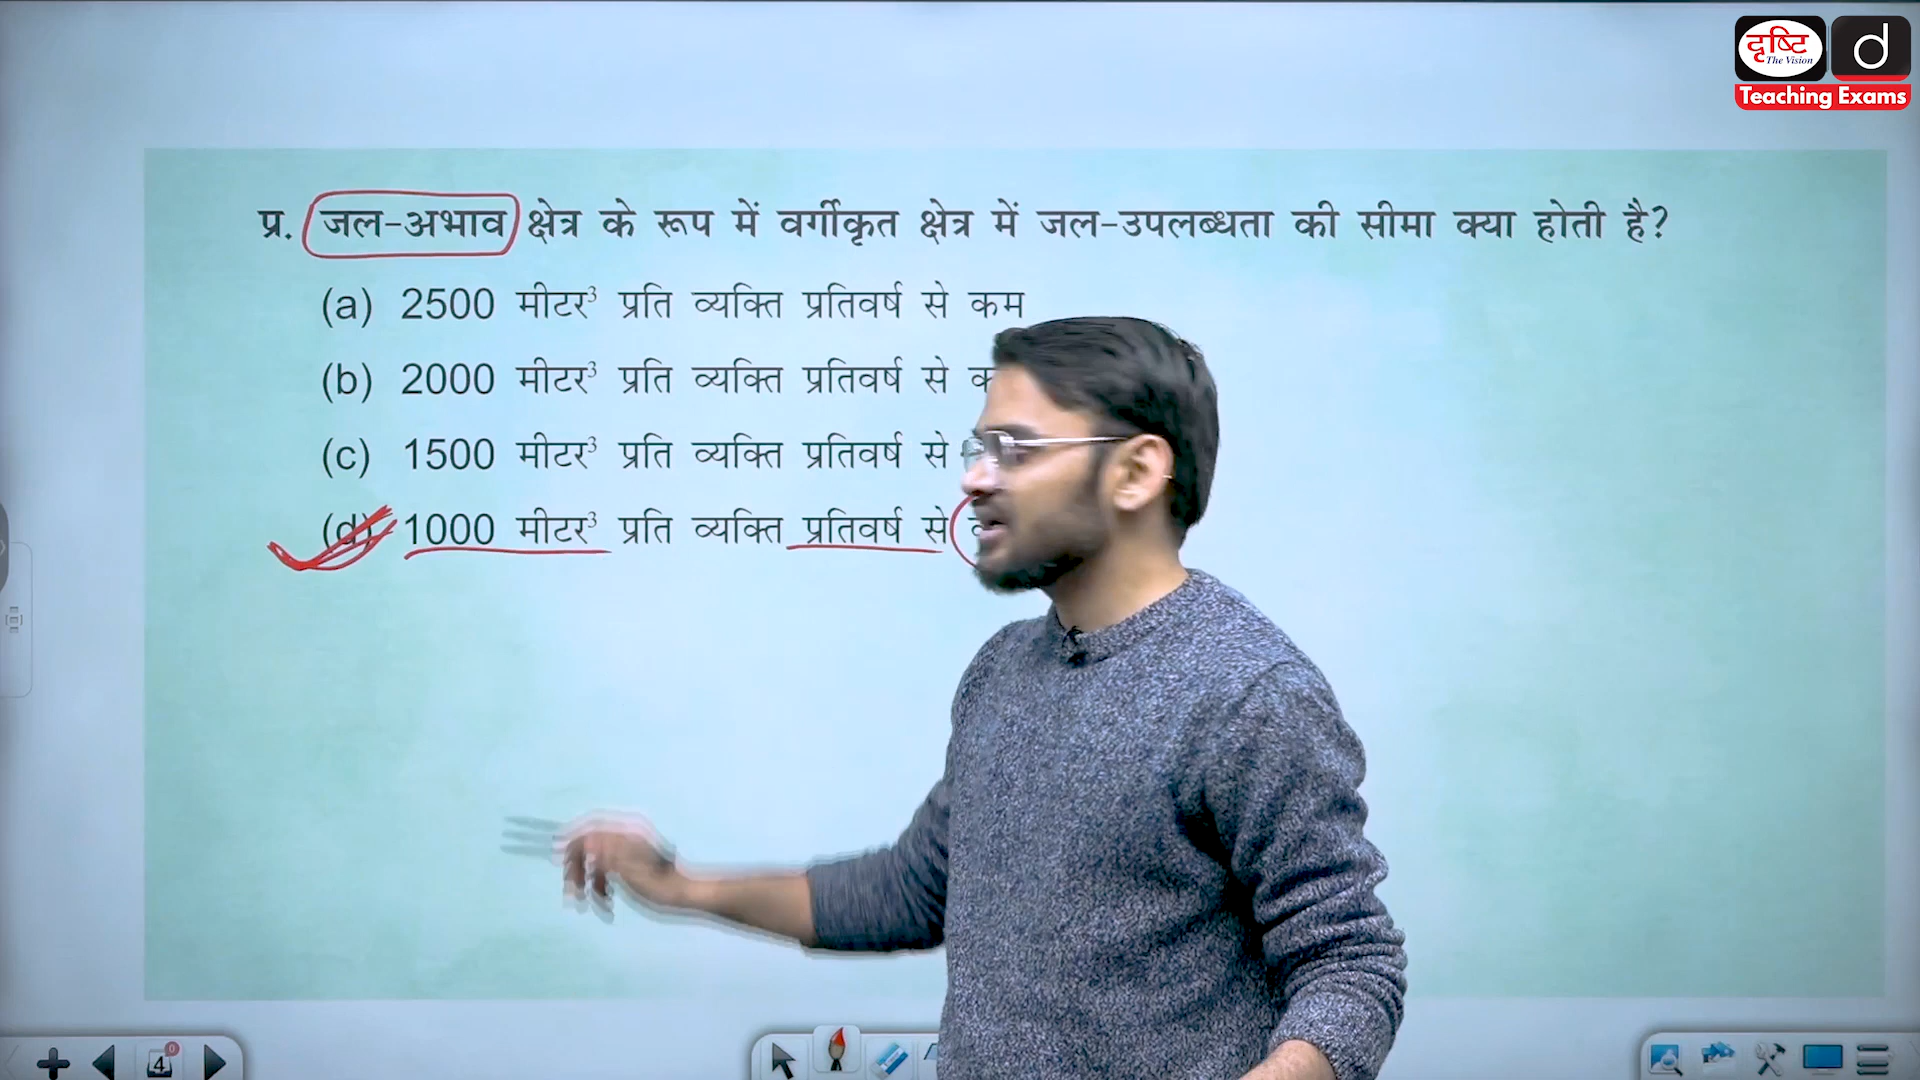 दृष्टि
The Vision
d
Teaching Exams
प्र. जल-अभाव क्षेत्र के रूप में वर्गीकृत क्षेत्र में जल-उपलब्धता की सीमा क्या होती है?
(a) 2500 मीटर³ प्रति व्यक्ति प्रतिवर्ष से कम
(b) 2000 मीटर³ प्रति व्यक्ति प्रतिवर्ष से
(c) 1500 मीटर³ प्रति व्यक्ति प्रतिवर्ष से
(d) 1000 मीटर³ प्रति व्यक्ति प्रतिवर्ष से
4
0